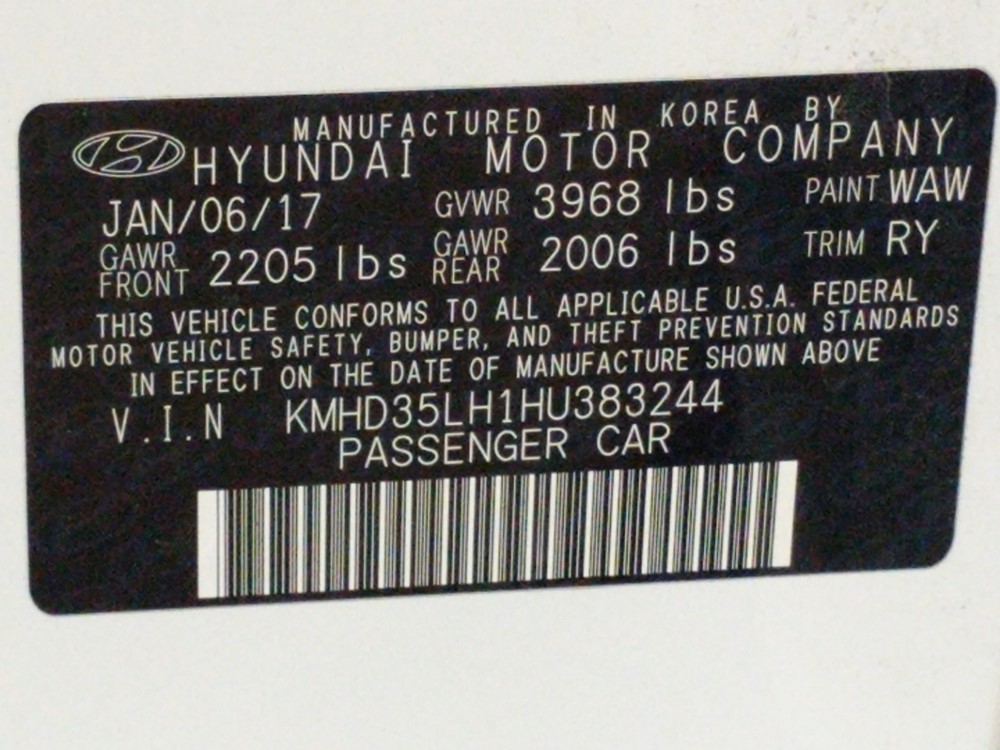 MANUFACTURED IN KOREA BY
HYUNDAI MOTOR COMPANY
JAN/06/17 GVWR 3968 lbs PAINT WAW
GAWR FRONT 2205 lbs GAWR REAR 2006 lbs TRIM RY
THIS VEHICLE CONFORMS TO ALL APPLICABLE U.S.A. FEDERAL
MOTOR VEHICLE SAFETY, BUMPER, AND THEFT PREVENTION STANDARDS
IN EFFECT ON THE DATE OF MANUFACTURE SHOWN ABOVE
V.I.N KMHD35LH1HU383244
PASSENGER CAR